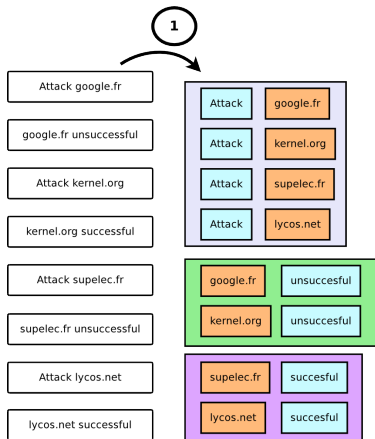 1
Attack google.fr
google.fr unsuccessful
Attack kernel.org
kernel.org successful
Attack supelec.fr
supelec.fr unsuccessful
Attack lycos.net
lycos.net successful
Attack google.fr
Attack kernel.org
Attack supelec.fr
Attack lycos.net
google.fr unsuccesful
kernel.org unsuccesful
supelec.fr succesful
lycos.net succesful